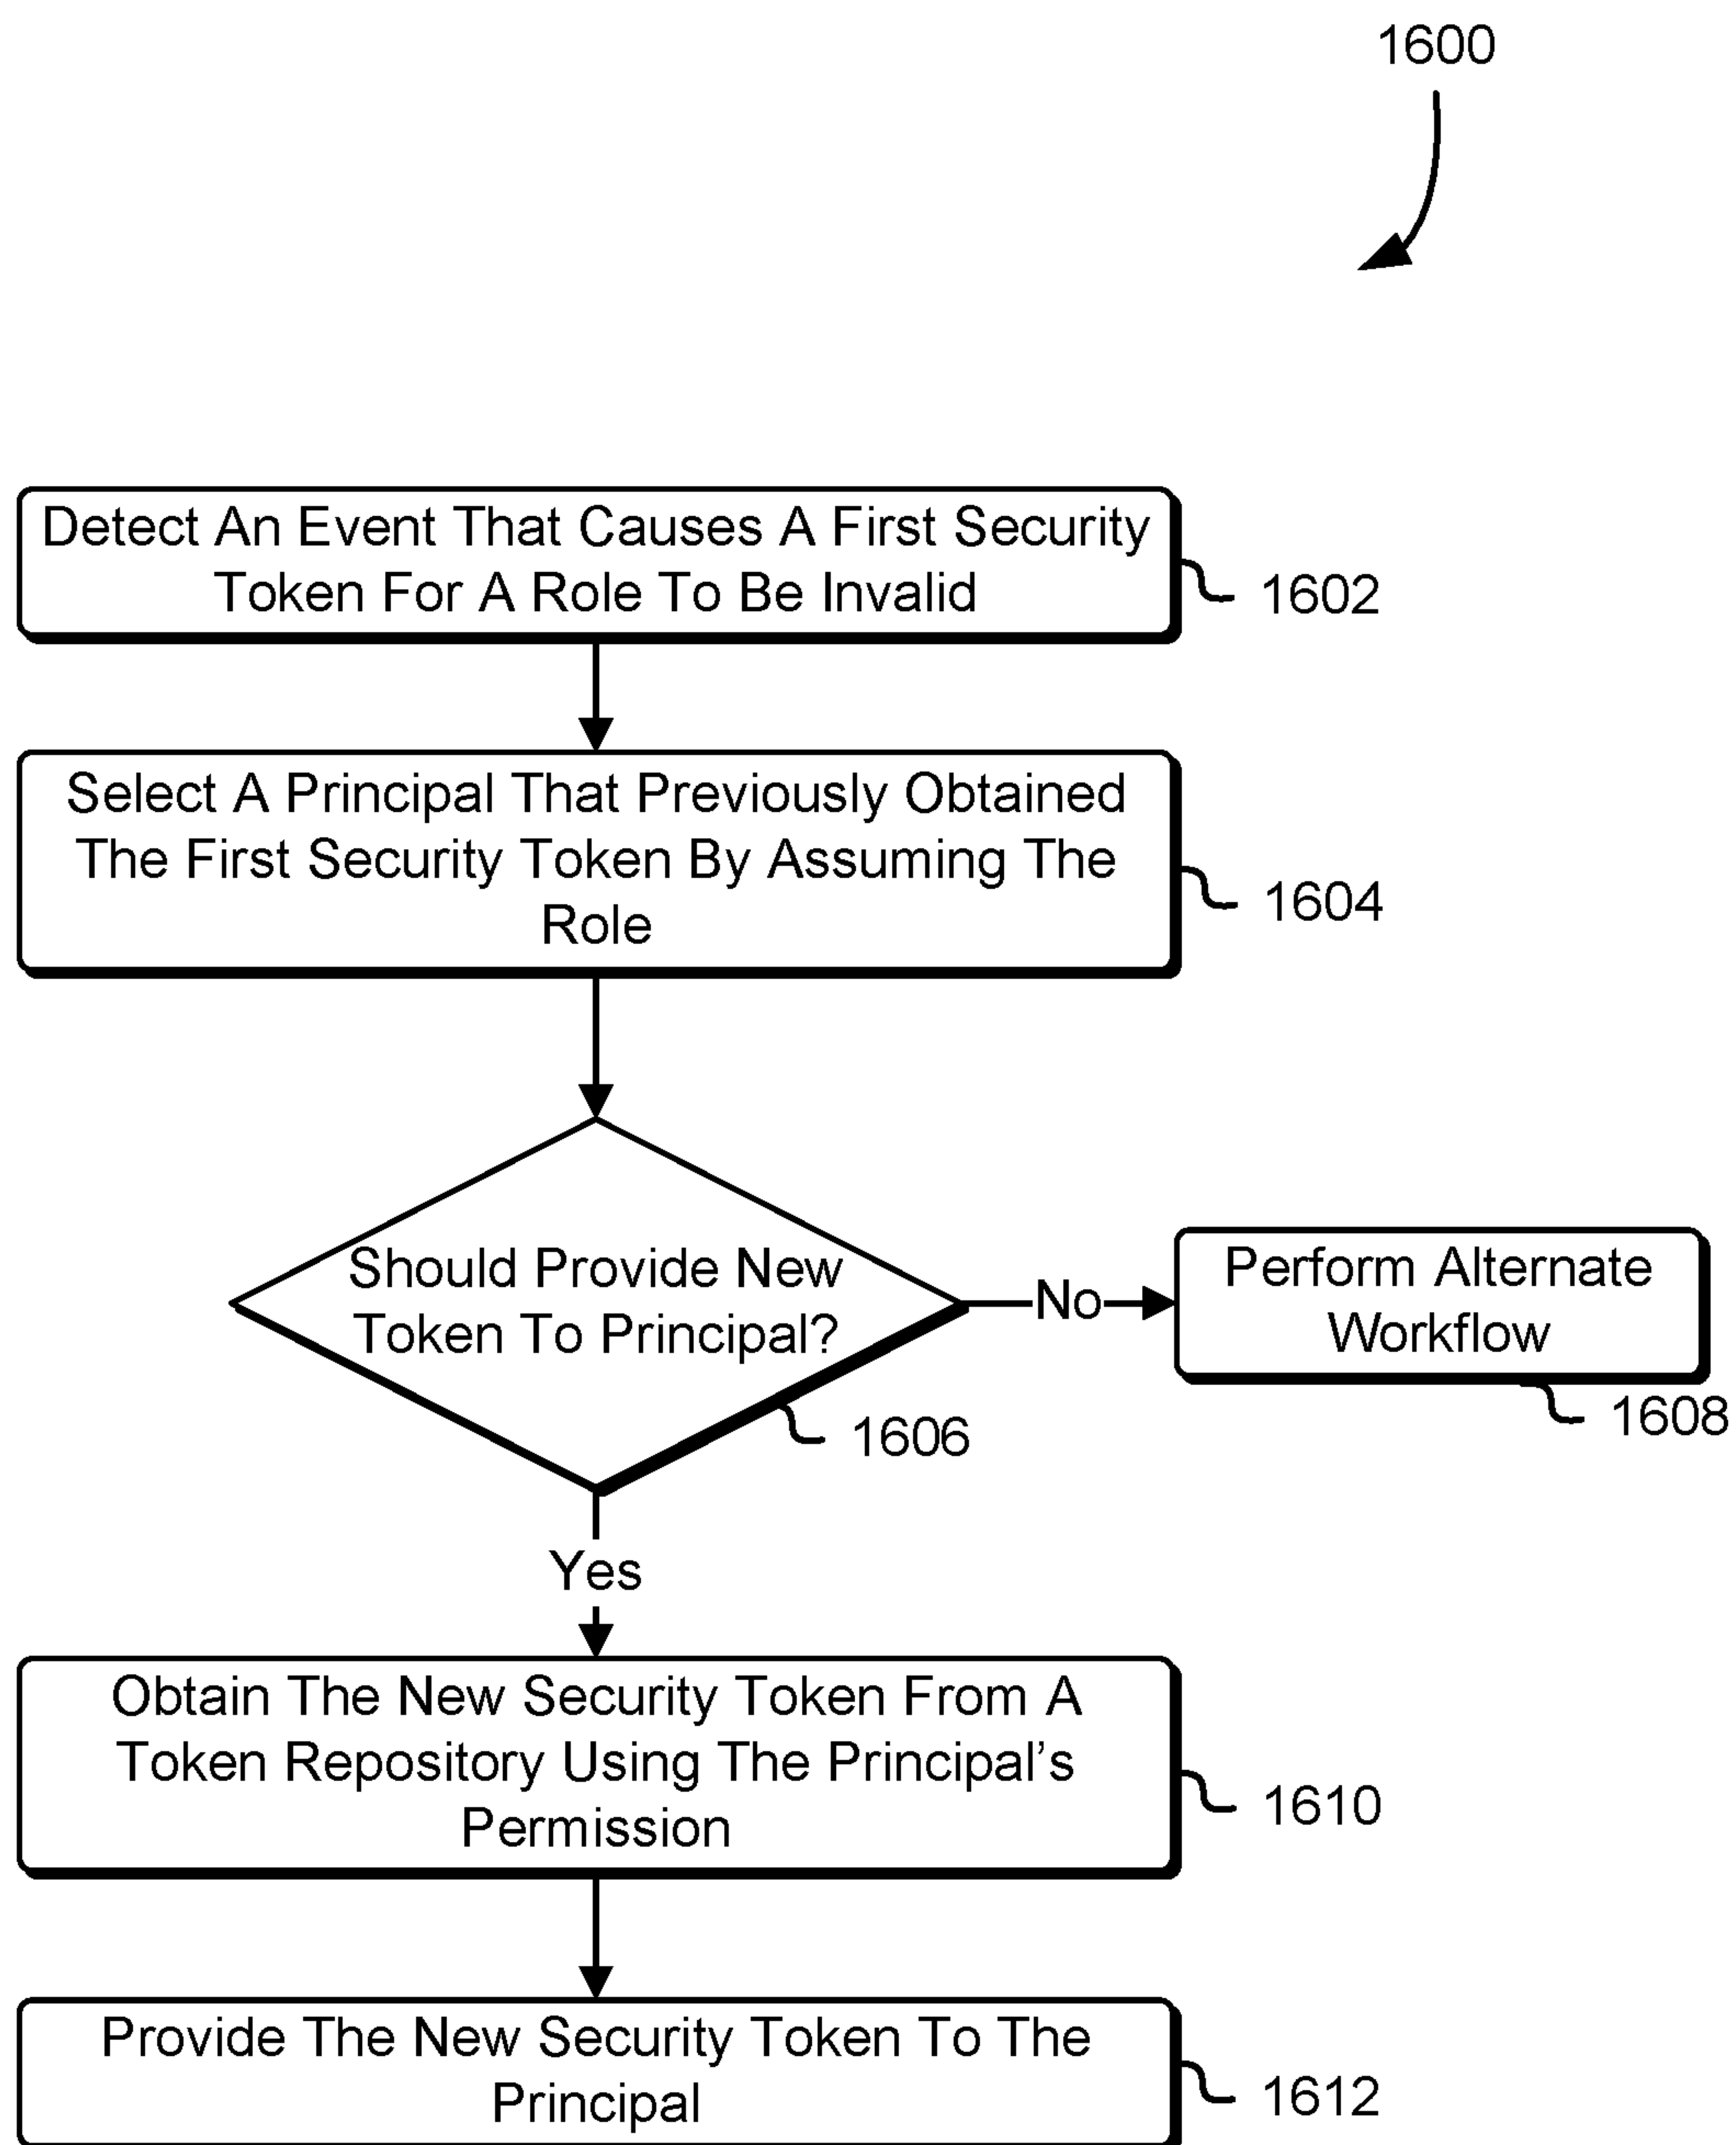 1600
Detect An Event That Causes A First Security
Token For A Role To Be Invalid
1602
Select A Principal That Previously Obtained
The First Security Token By Assuming The
Role
1604
Should Provide New
Token To Principal?
1606
No
Perform Alternate
Workflow
1608
Yes
Obtain The New Security Token From A
Token Repository Using The Principal's
Permission
1610
Provide The New Security Token To The
Principal
1612